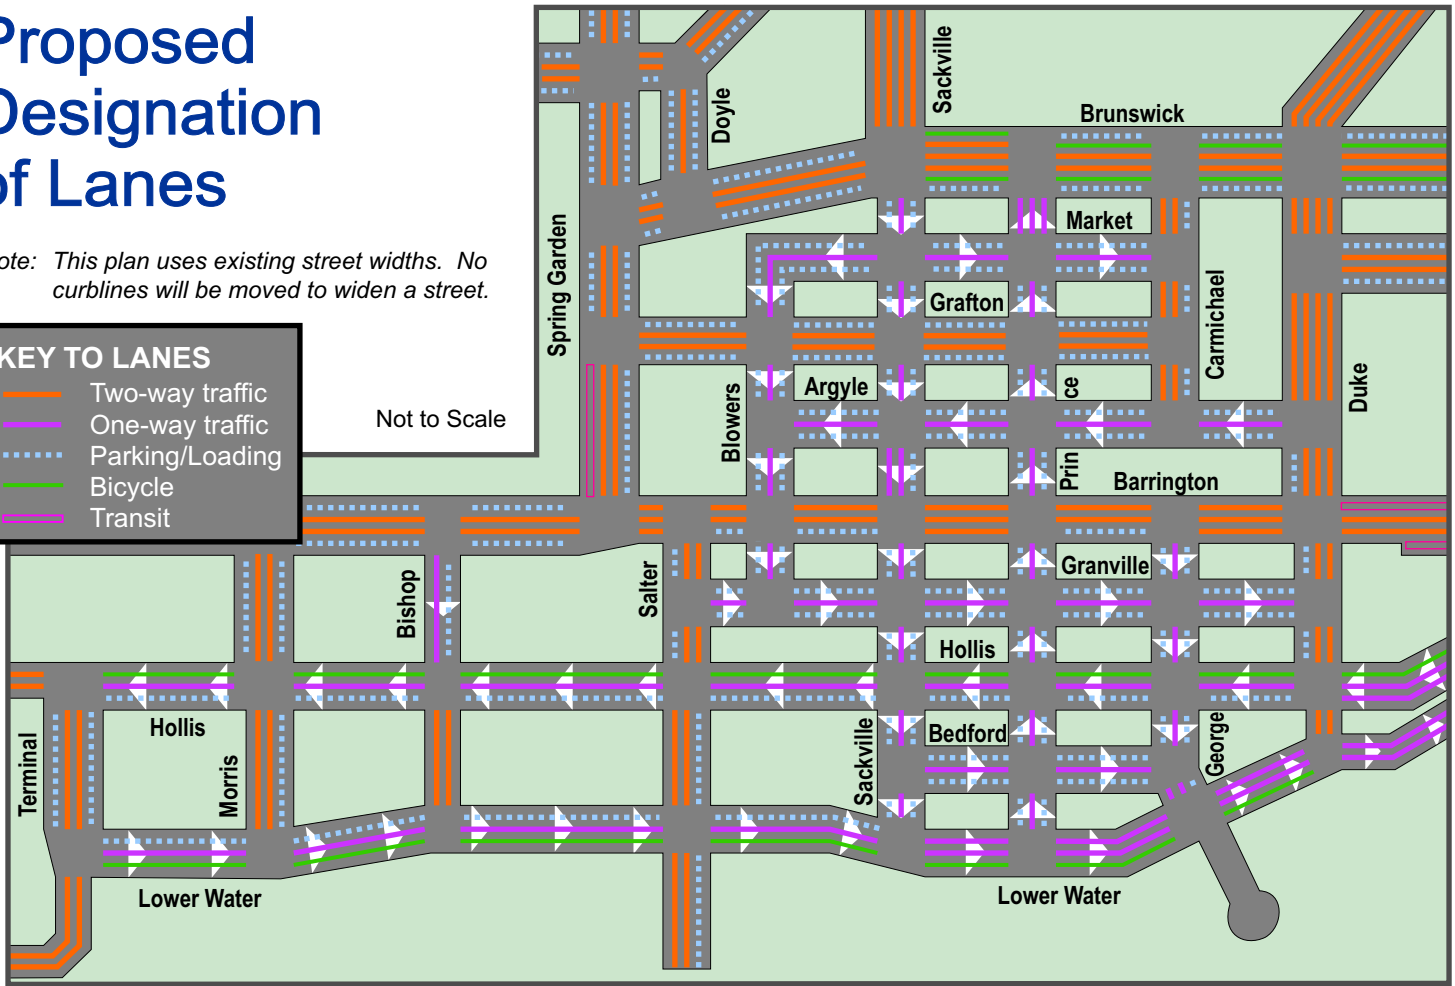 Proposed
Designation
of Lanes
Note: This plan uses existing street widths. No
curblines will be moved to widen a street.
KEY TO LANES
Two-way traffic
One-way traffic
Parking/Loading
Bicycle
Transit
Not to Scale
Sackville
Brunswick
Doyle
Market
Spring Garden
Grafton
Carmichael
Argyle
ce
Duke
Blowers
Prin
Barrington
Granville
Bishop
Salter
Hollis
Hollis
Terminal
Morris
Sackville
Bedford
George
Lower Water
Lower Water